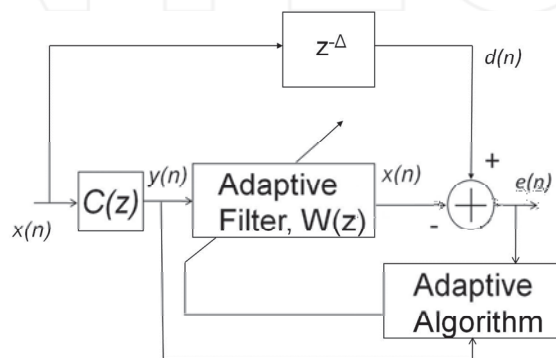 z-Δ
d(n)
+
y(n)
x(n)
e(n)
C(z)
Adaptive
Filter, W(z)
-
x(n)
Adaptive
Algorithm